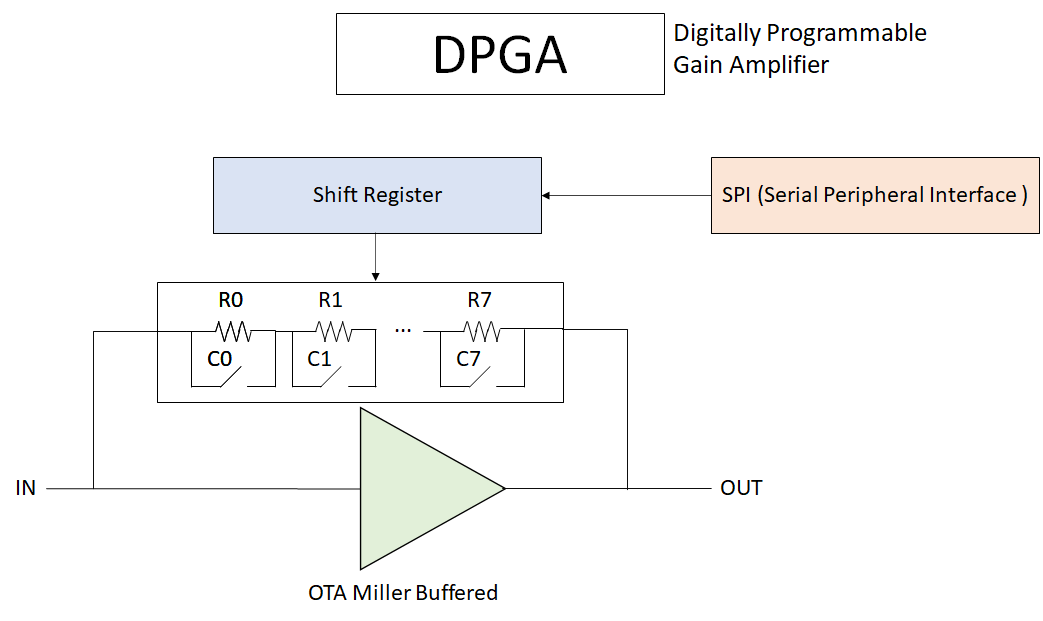 DPGA
Digitally Programmable
Gain Amplifier
Shift Register
SPI (Serial Peripheral Interface )
R0
R1
R7
...
C0
C1
C7
IN
OUT
OTA Miller Buffered